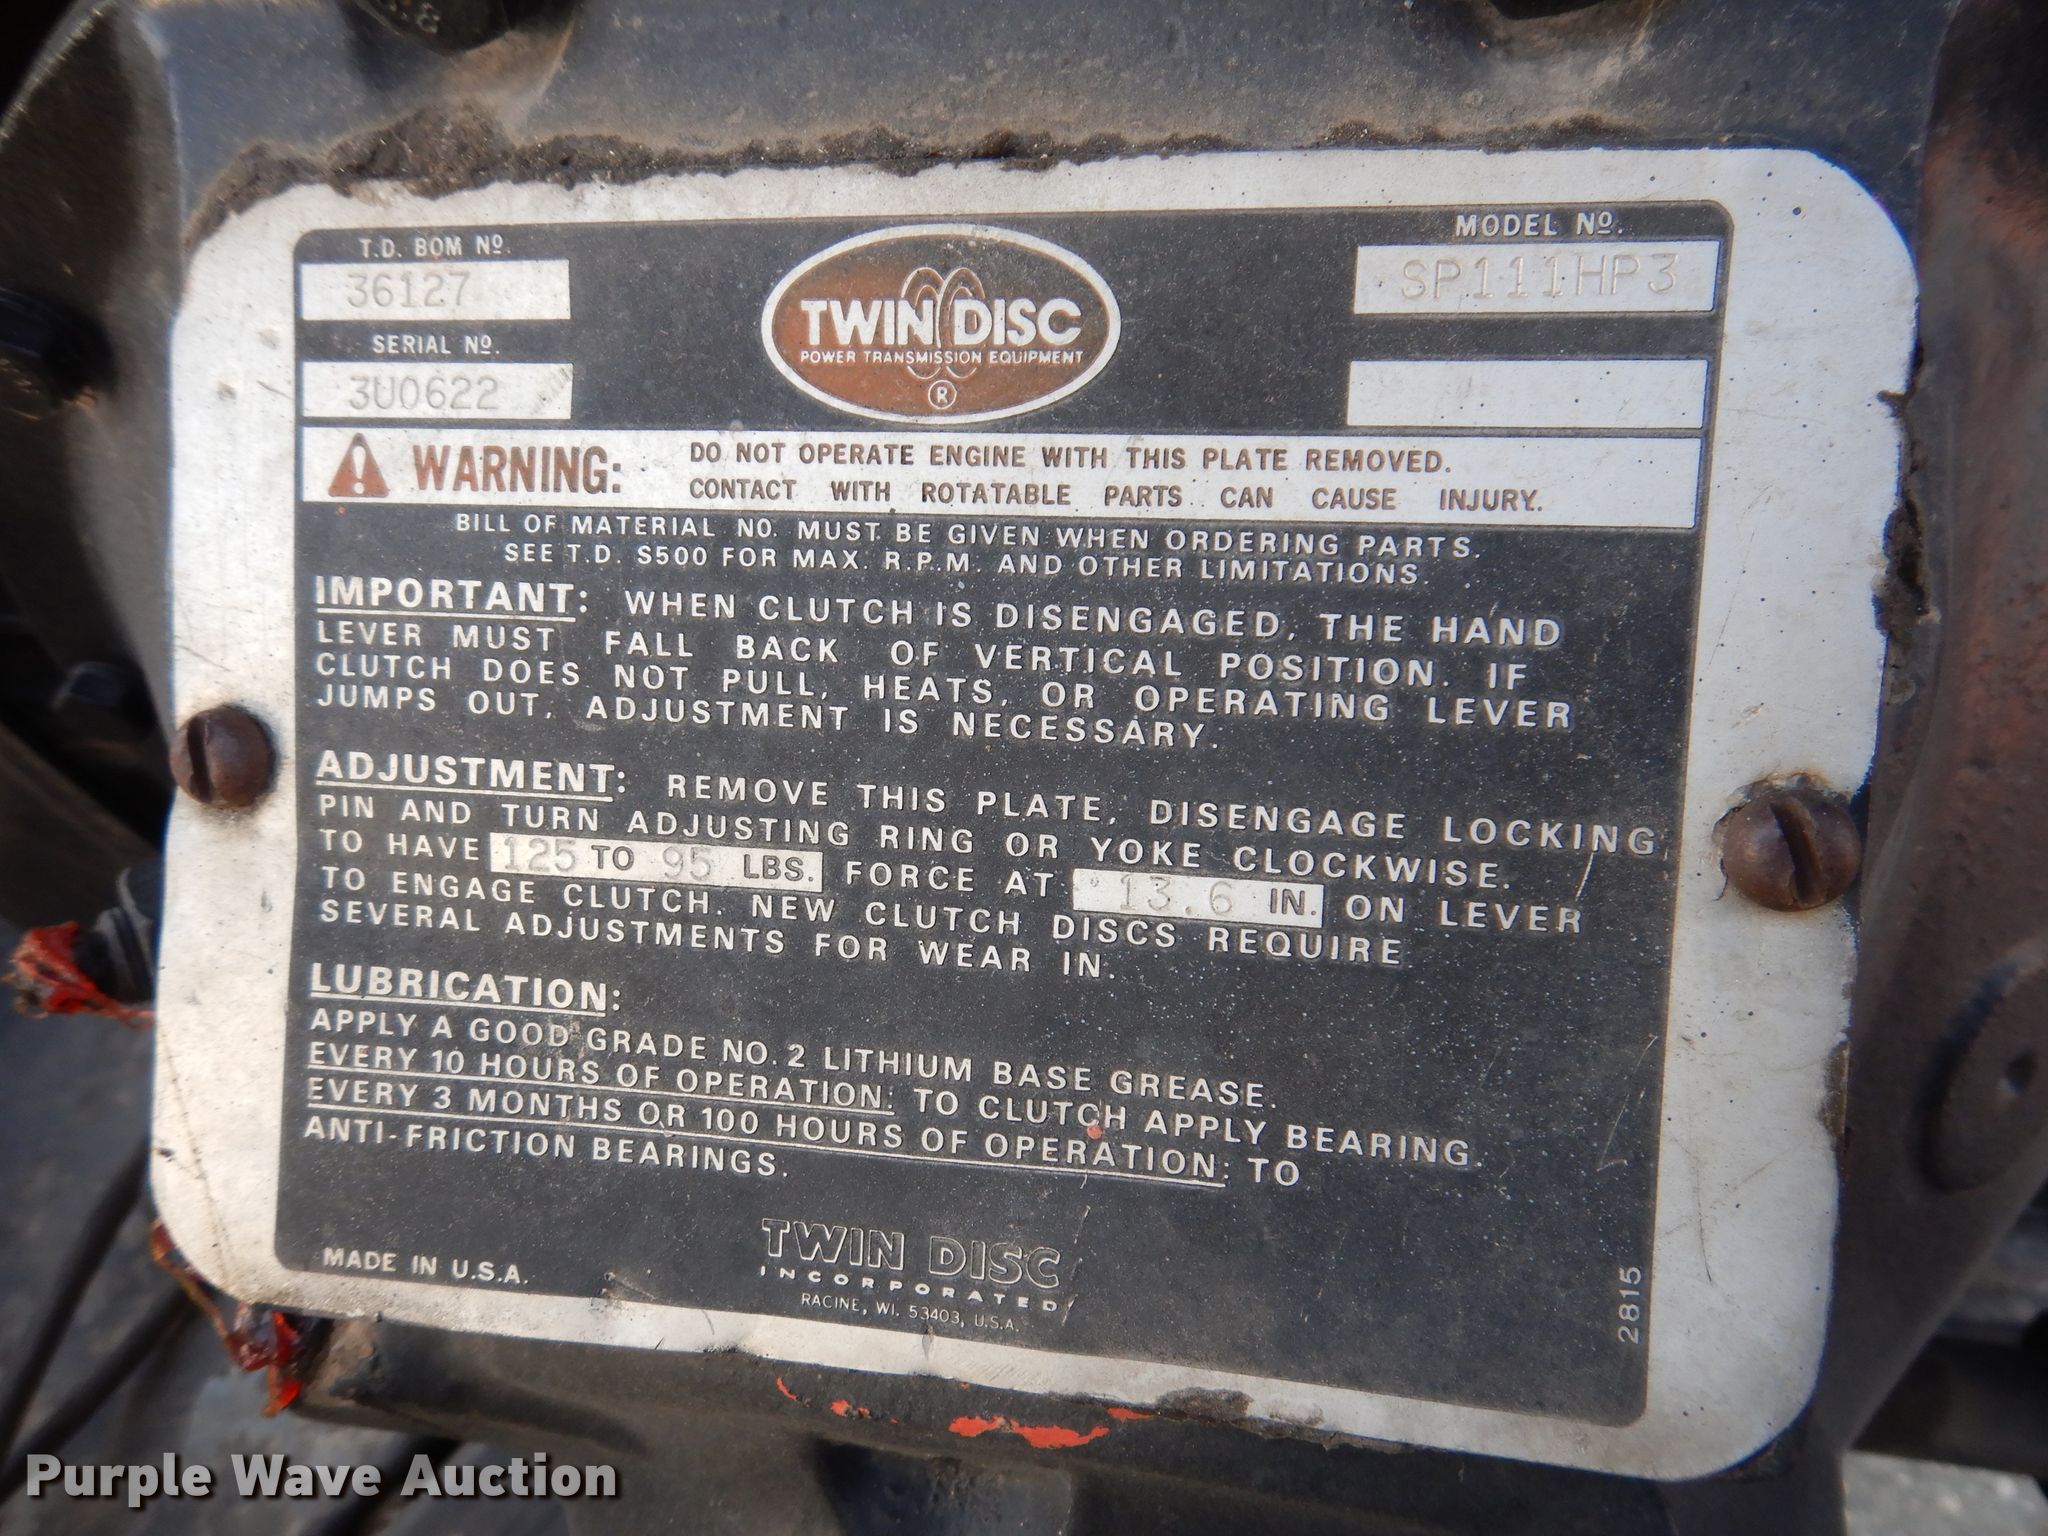 T.D. BOM Nº.
36127
SERIAL Nº.
3U0622
TWIN DISC
POWER TRANSMISSION EQUIPMENT
®
MODEL Nº.
SP111HP3
WARNING: DO NOT OPERATE ENGINE WITH THIS PLATE REMOVED.
CONTACT WITH ROTATABLE PARTS CAN CAUSE INJURY.
BILL OF MATERIAL NO. MUST BE GIVEN WHEN ORDERING PARTS.
SEE T.D. S500 FOR MAX. R.P.M. AND OTHER LIMITATIONS.
IMPORTANT: WHEN CLUTCH IS DISENGAGED, THE HAND
LEVER MUST FALL BACK OF VERTICAL POSITION. IF
CLUTCH DOES NOT PULL, HEATS, OR OPERATING LEVER
JUMPS OUT, ADJUSTMENT IS NECESSARY.
ADJUSTMENT: REMOVE THIS PLATE, DISENGAGE LOCKING
PIN AND TURN ADJUSTING RING OR YOKE CLOCKWISE.
TO HAVE 125 TO 95 LBS. FORCE AT 13.6 IN. ON LEVER
TO ENGAGE CLUTCH. NEW CLUTCH DISCS REQUIRE
SEVERAL ADJUSTMENTS FOR WEAR IN.
LUBRICATION:
APPLY A GOOD GRADE NO. 2 LITHIUM BASE GREASE.
EVERY 10 HOURS OF OPERATION: TO CLUTCH APPLY BEARING.
EVERY 3 MONTHS OR 100 HOURS OF OPERATION: TO
ANTI-FRICTION BEARINGS.
MADE IN U.S.A.
TWIN DISC
INCORPORATED
RACINE, WI. 53403, U.S.A.
2815
Purple Wave Auction